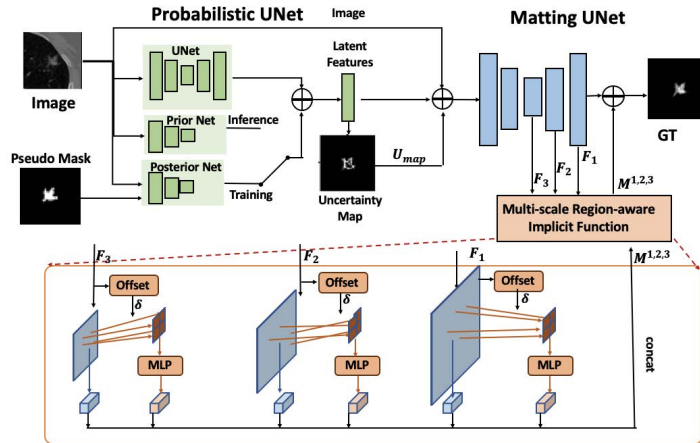 Probabilistic UNet
Image
Matting UNet
UNet
Latent
Features
Image
Prior Net
Inference
GT
Pseudo Mask
Posterior Net
Training
U_map
Uncertainty
Map
F_3
F_2
F_1
M^{1,2,3}
Multi-scale Region-aware
Implicit Function
F_3
F_2
F_1
M^{1,2,3}
Offset
Offset
Offset
δ
δ
δ
MLP
MLP
MLP
concat